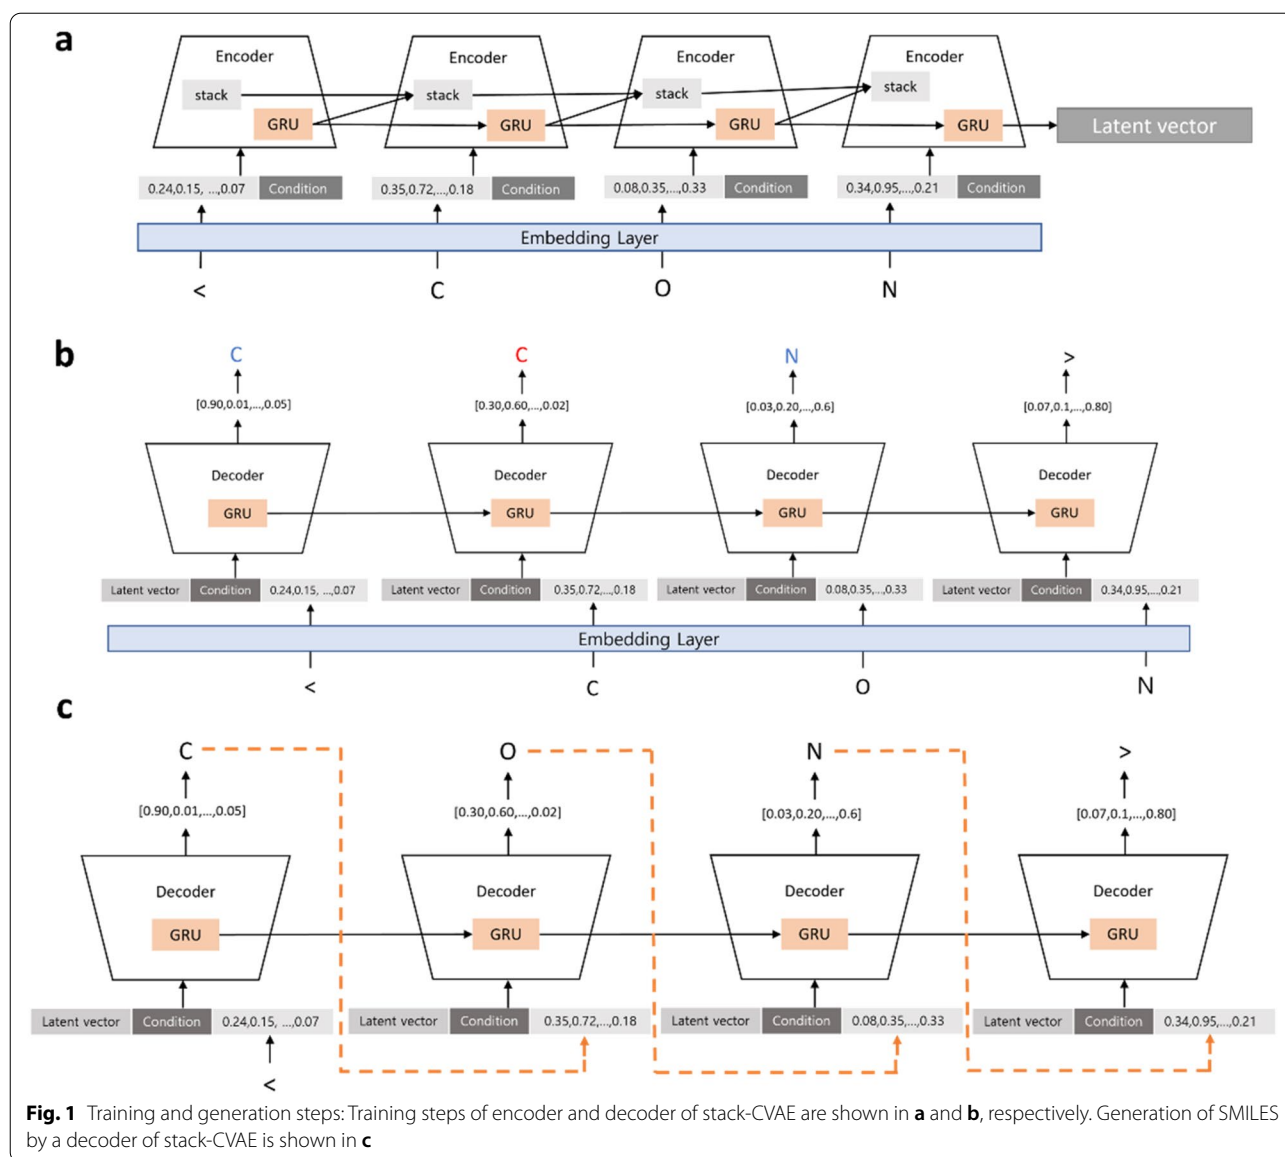 a
Encoder Encoder Encoder Encoder
stack stack stack stack
GRU GRU GRU GRU
Latent vector
0.24,0.15, ...,0.07 Condition 0.35,0.72,...,0.18 Condition 0.08,0.35,...,0.33 Condition 0.34,0.95,...,0.21 Condition
Embedding Layer
< C O N
b
C C N >
[0.90,0.01,...,0.05] [0.30,0.60,...,0.02] [0.03,0.20,...,0.6] [0.07,0.1,...,0.80]
Decoder Decoder Decoder Decoder
GRU GRU GRU GRU
Latent vector Condition 0.24,0.15, ...,0.07 Latent vector Condition 0.35,0.72,...,0.18 Latent vector Condition 0.08,0.35,...,0.33 Latent vector Condition 0.34,0.95,...,0.21
Embedding Layer
< C O N
c
C O N >
[0.90,0.01,...,0.05] [0.30,0.60,...,0.02] [0.03,0.20,...,0.6] [0.07,0.1,...,0.80]
Decoder Decoder Decoder Decoder
GRU GRU GRU GRU
Latent vector Condition 0.24,0.15, ...,0.07 Latent vector Condition 0.35,0.72,...,0.18 Latent vector Condition 0.08,0.35,...,0.33 Latent vector Condition 0.34,0.95,...,0.21
<
Fig. 1 Training and generation steps: Training steps of encoder and decoder of stack-CVAE are shown in a and b, respectively. Generation of SMILES
by a decoder of stack-CVAE is shown in c